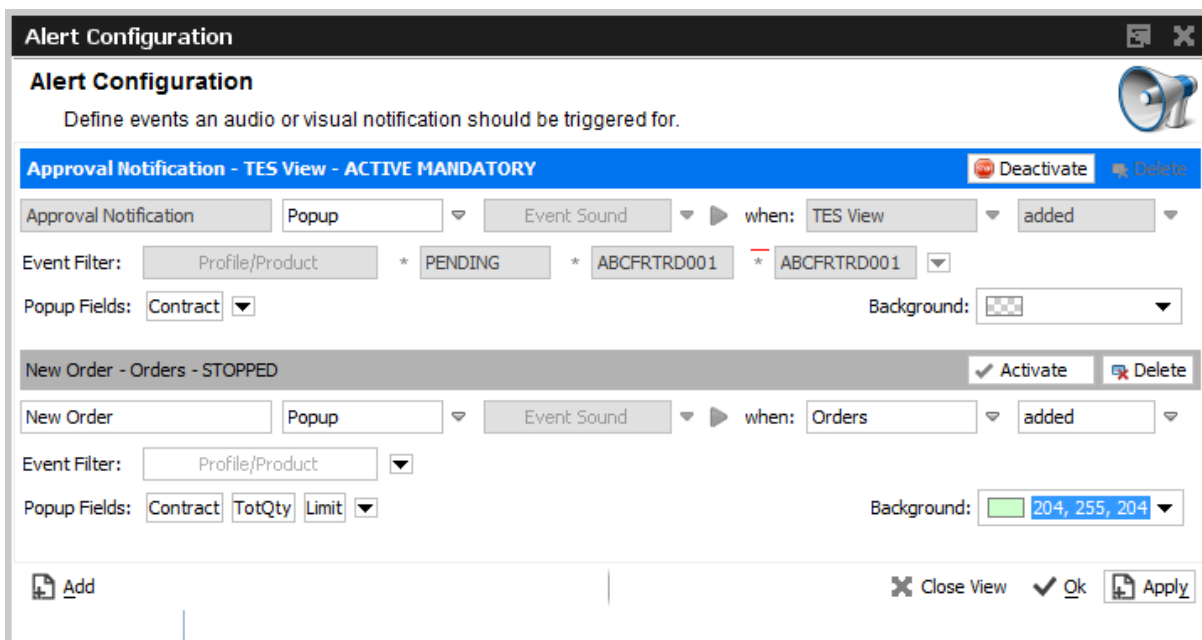 Alert Configuration
Alert Configuration
Define events an audio or visual notification should be triggered for.
Approval Notification - TES View - ACTIVE MANDATORY Deactivate Delete
Approval Notification Popup Event Sound when: TES View added
Event Filter: Profile/Product * PENDING * ABCFRTRD001 * ABCFRTRD001
Popup Fields: Contract Background:
New Order - Orders - STOPPED Activate Delete
New Order Popup Event Sound when: Orders added
Event Filter: Profile/Product
Popup Fields: Contract TotQty Limit Background: 204, 255, 204
Add Close View Ok Apply